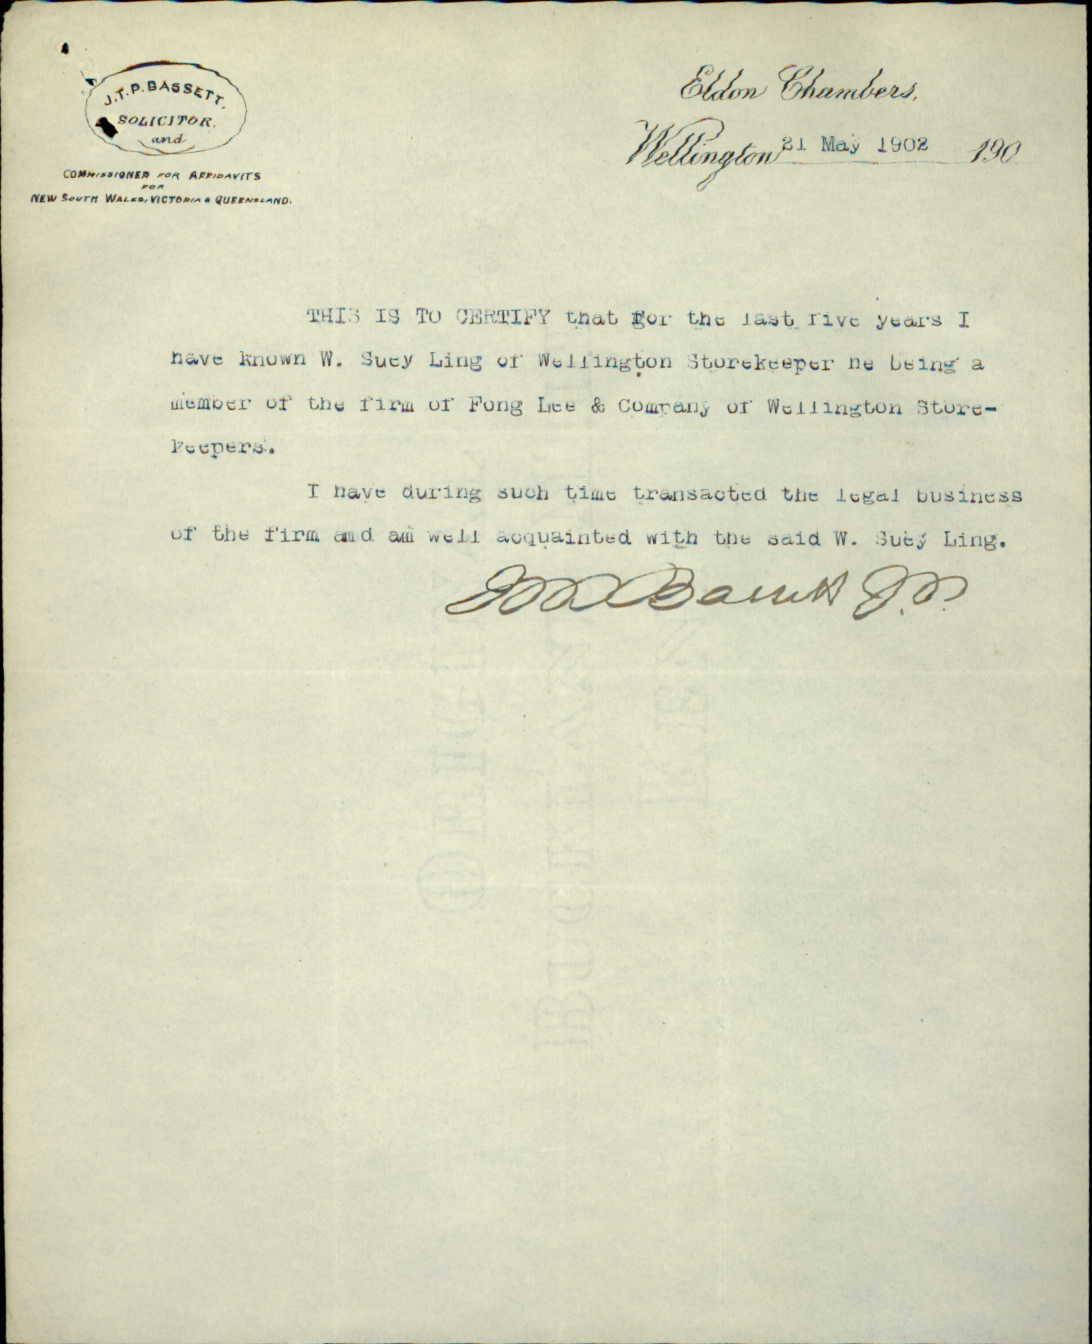 J.T.P. BASSETT,
SOLICITOR,
and
COMMISSIONER FOR AFFIDAVITS
FOR
NEW SOUTH WALES, VICTORIA & QUEENSLAND.
Eldon Chambers,
Wellington 21 May 1902 190
THIS IS TO CERTIFY that for the last five years I
have known W. Suey Ling of Wellington Storekeeper he being a
member of the firm of Fong Lee & Company of Wellington Store-
keepers.
I have during such time transacted the legal business
of the firm and am well acquainted with the said W. Suey Ling.
Bassett J.P.